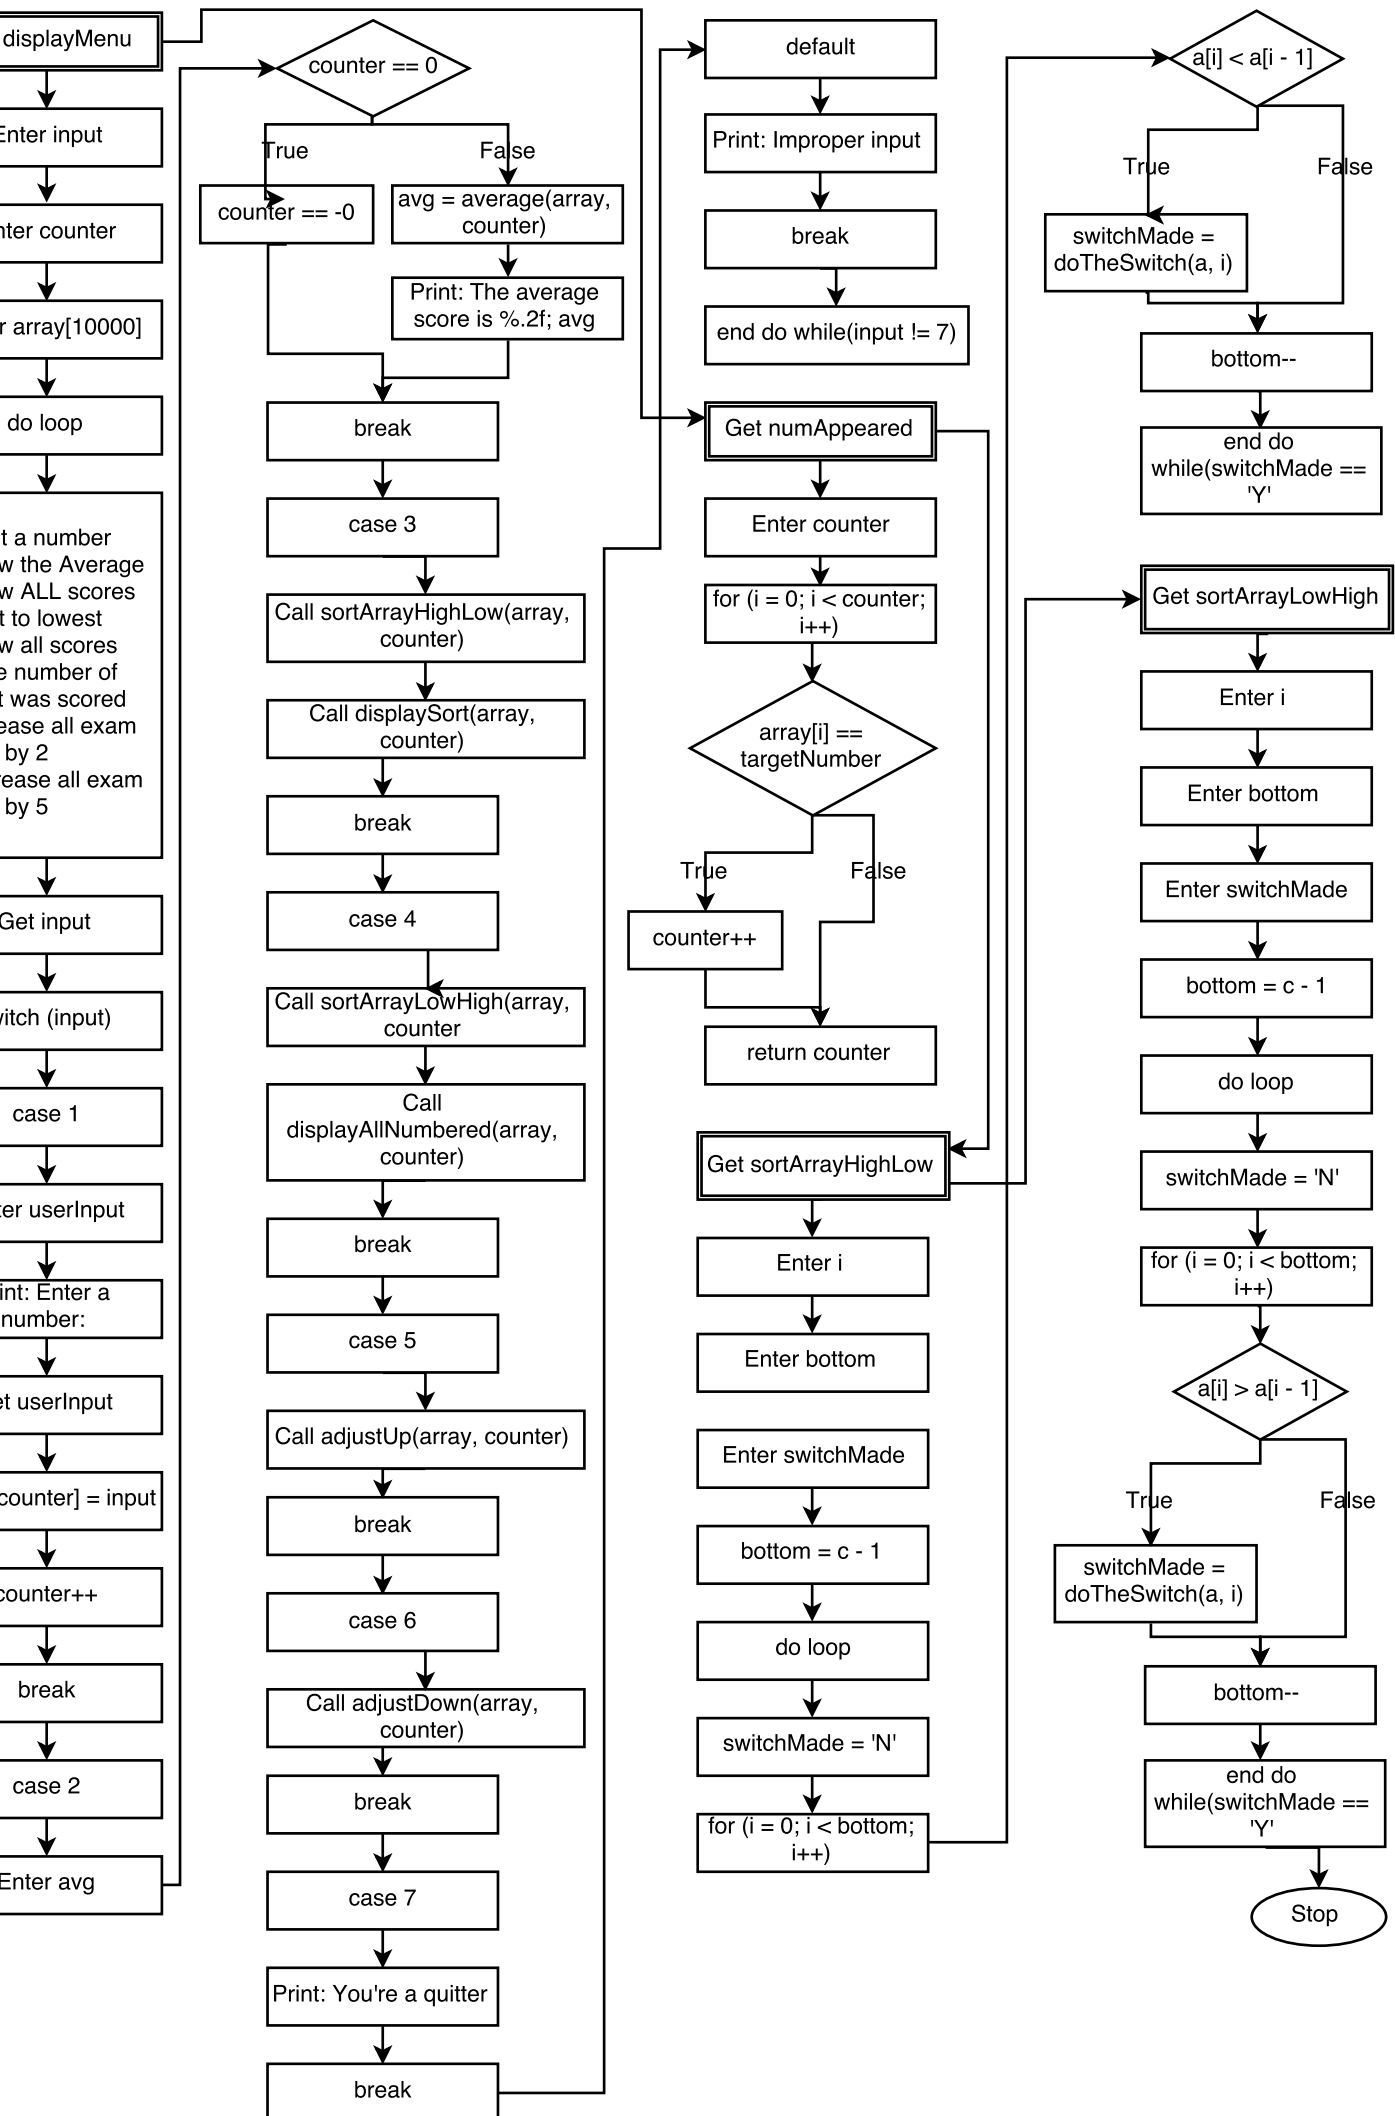 displayMenu
Enter input
counter
array[10000]
do loop
t a number
the Average
ALL scores
t to lowest
all scores
number of
t was scored
all exam
by 2
all exam
by 5
Get input
(input)
case 1
userInput
Enter a
number:
userInput
counter] = input
counter++
break
case 2
Enter avg
counter == 0
True
False
counter == -0
avg = average(array,
counter)
Print: The average
score is %.2f; avg
break
case 3
Call sortArrayHighLow(array,
counter)
Call displaySort(array,
counter)
break
case 4
Call sortArrayLowHigh(array,
counter
Call
displayAllNumbered(array,
counter)
break
case 5
Call adjustUp(array, counter)
break
case 6
Call adjustDown(array,
counter)
break
case 7
Print: You're a quitter
break
default
Print: Improper input
break
end do while(input != 7)
Get numAppeared
Enter counter
for (i = 0; i < counter;
i++)
array[i] ==
targetNumber
True
False
counter++
return counter
Get sortArrayHighLow
Enter i
Enter bottom
Enter switchMade
bottom = c - 1
do loop
switchMade = 'N'
for (i = 0; i < bottom;
i++)
a[i] < a[i - 1]
True
False
switchMade =
doTheSwitch(a, i)
bottom--
end do
while(switchMade ==
'Y'
Get sortArrayLowHigh
Enter i
Enter bottom
Enter switchMade
bottom = c - 1
do loop
switchMade = 'N'
for (i = 0; i < bottom;
i++)
a[i] > a[i - 1]
True
False
switchMade =
doTheSwitch(a, i)
bottom--
end do
while(switchMade ==
'Y'
Stop